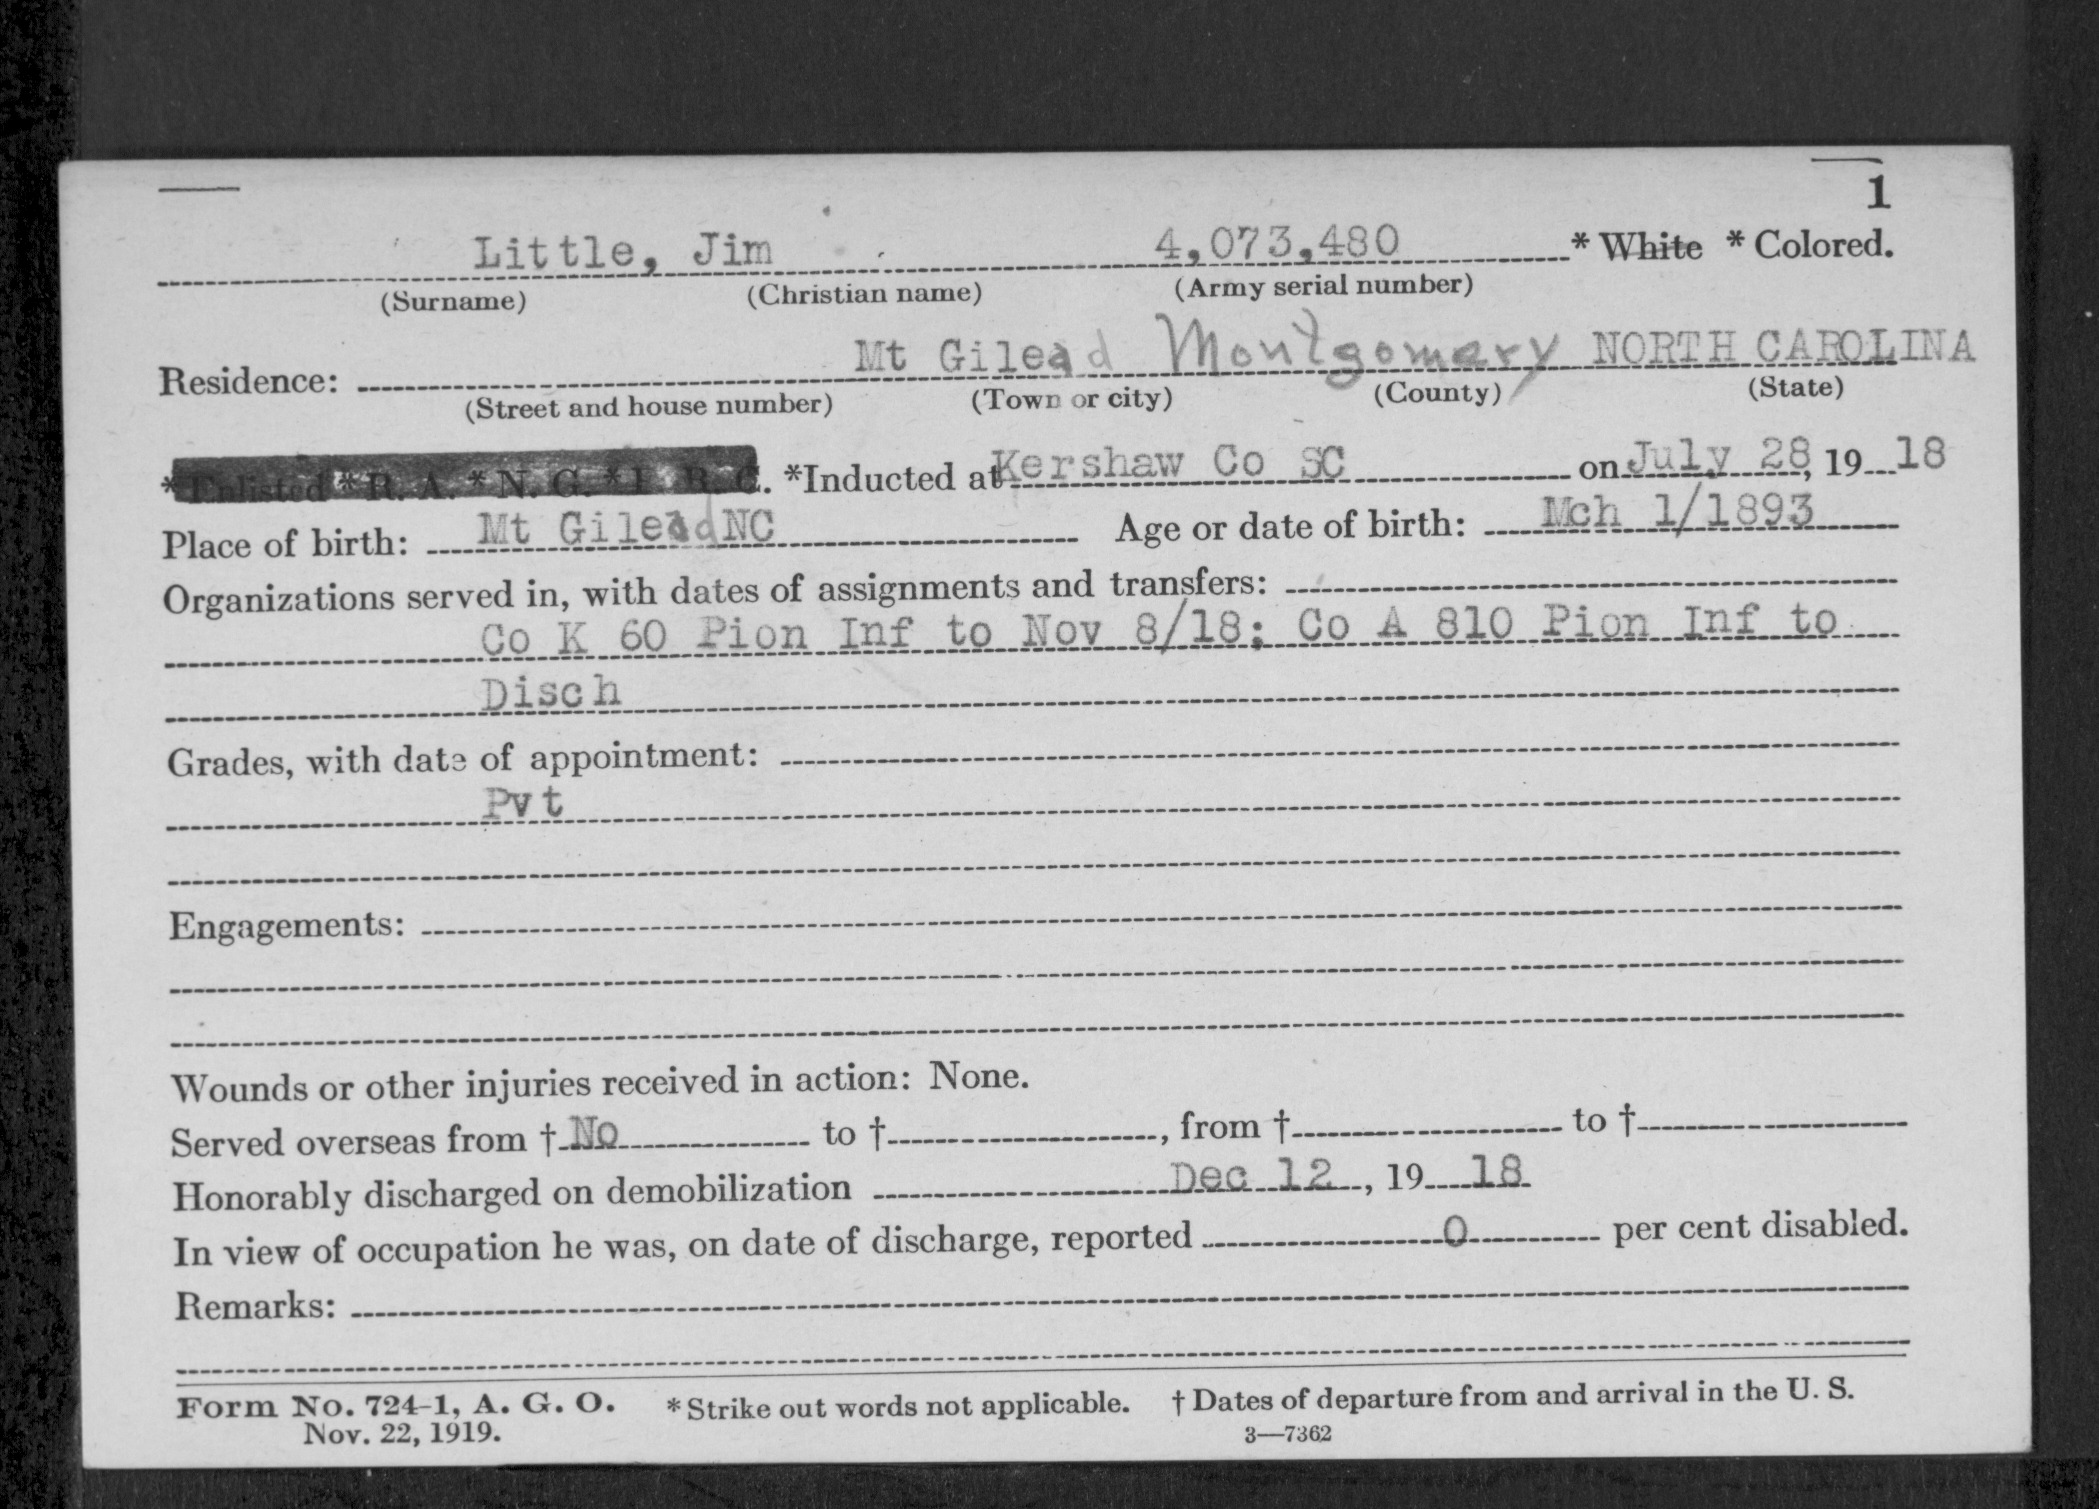 1
Little, Jim 4,073,480 * White * Colored.
(Surname) (Christian name) (Army serial number)
Residence: Mt Gilead Montgomery NORTH CAROLINA
(Street and house number) (Town or city) (County) (State)
* Enlisted * R. A. * N. G. * E. R. C. *Inducted at Kershaw Co SC on July 28, 19 18
Place of birth: Mt Gilead NC Age or date of birth: Mch 1/1893
Organizations served in, with dates of assignments and transfers:
Co K 60 Pion Inf to Nov 8/18; Co A 810 Pion Inf to
Disch
Grades, with date of appointment:
Pvt
Engagements:
Wounds or other injuries received in action: None.
Served overseas from † No to †, from † to †
Honorably discharged on demobilization Dec 12, 19 18
In view of occupation he was, on date of discharge, reported 0 per cent disabled.
Remarks:
Form No. 724-1, A. G. O. * Strike out words not applicable. † Dates of departure from and arrival in the U. S.
Nov. 22, 1919. 3—7362